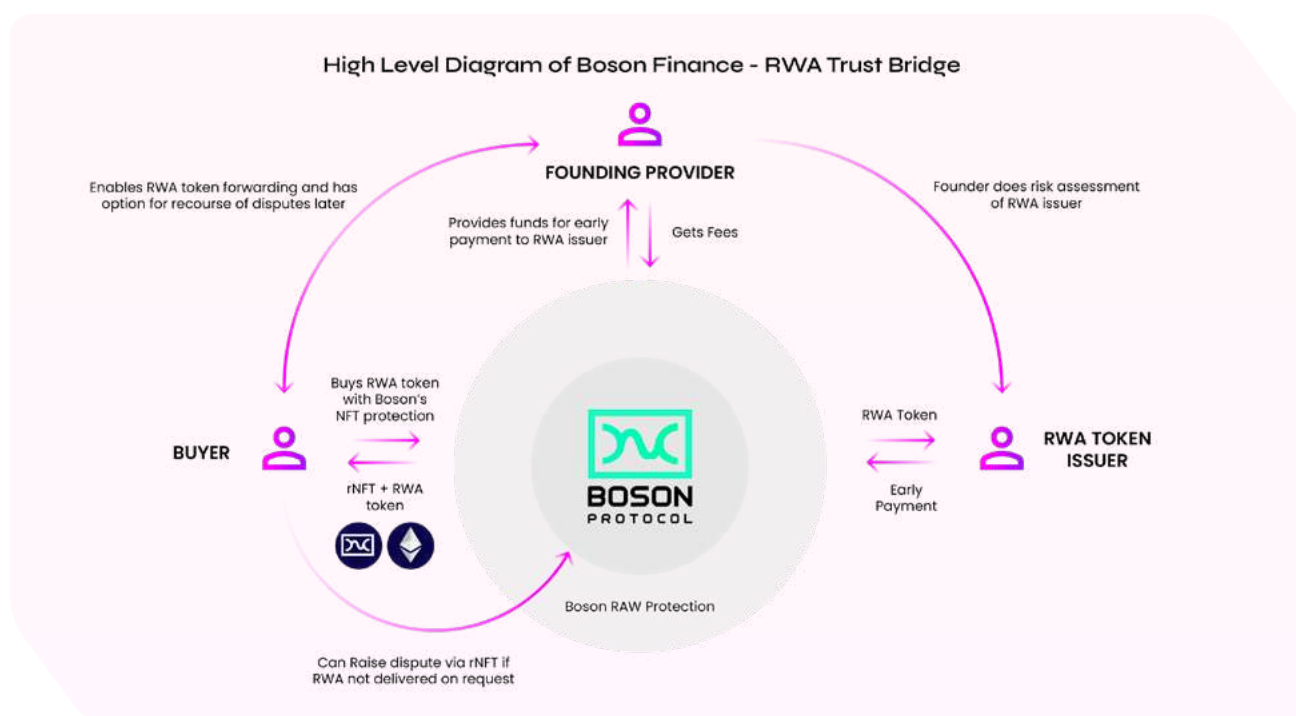 High Level Diagram of Boson Finance - RWA Trust Bridge
FOUNDING PROVIDER
Enables RWA token forwarding and has
option for recourse of disputes later
Founder does risk assessment
of RWA issuer
Provides funds for early
payment to RWA issuer
Gets Fees
Buys RWA token
with Boson's
NFT protection
BUYER
rNFT + RWA
token
BOSON
PROTOCOL
RWA Token
RWA TOKEN
ISSUER
Early
Payment
Boson RAW Protection
Can Raise dispute via rNFT if
RWA not delivered on request